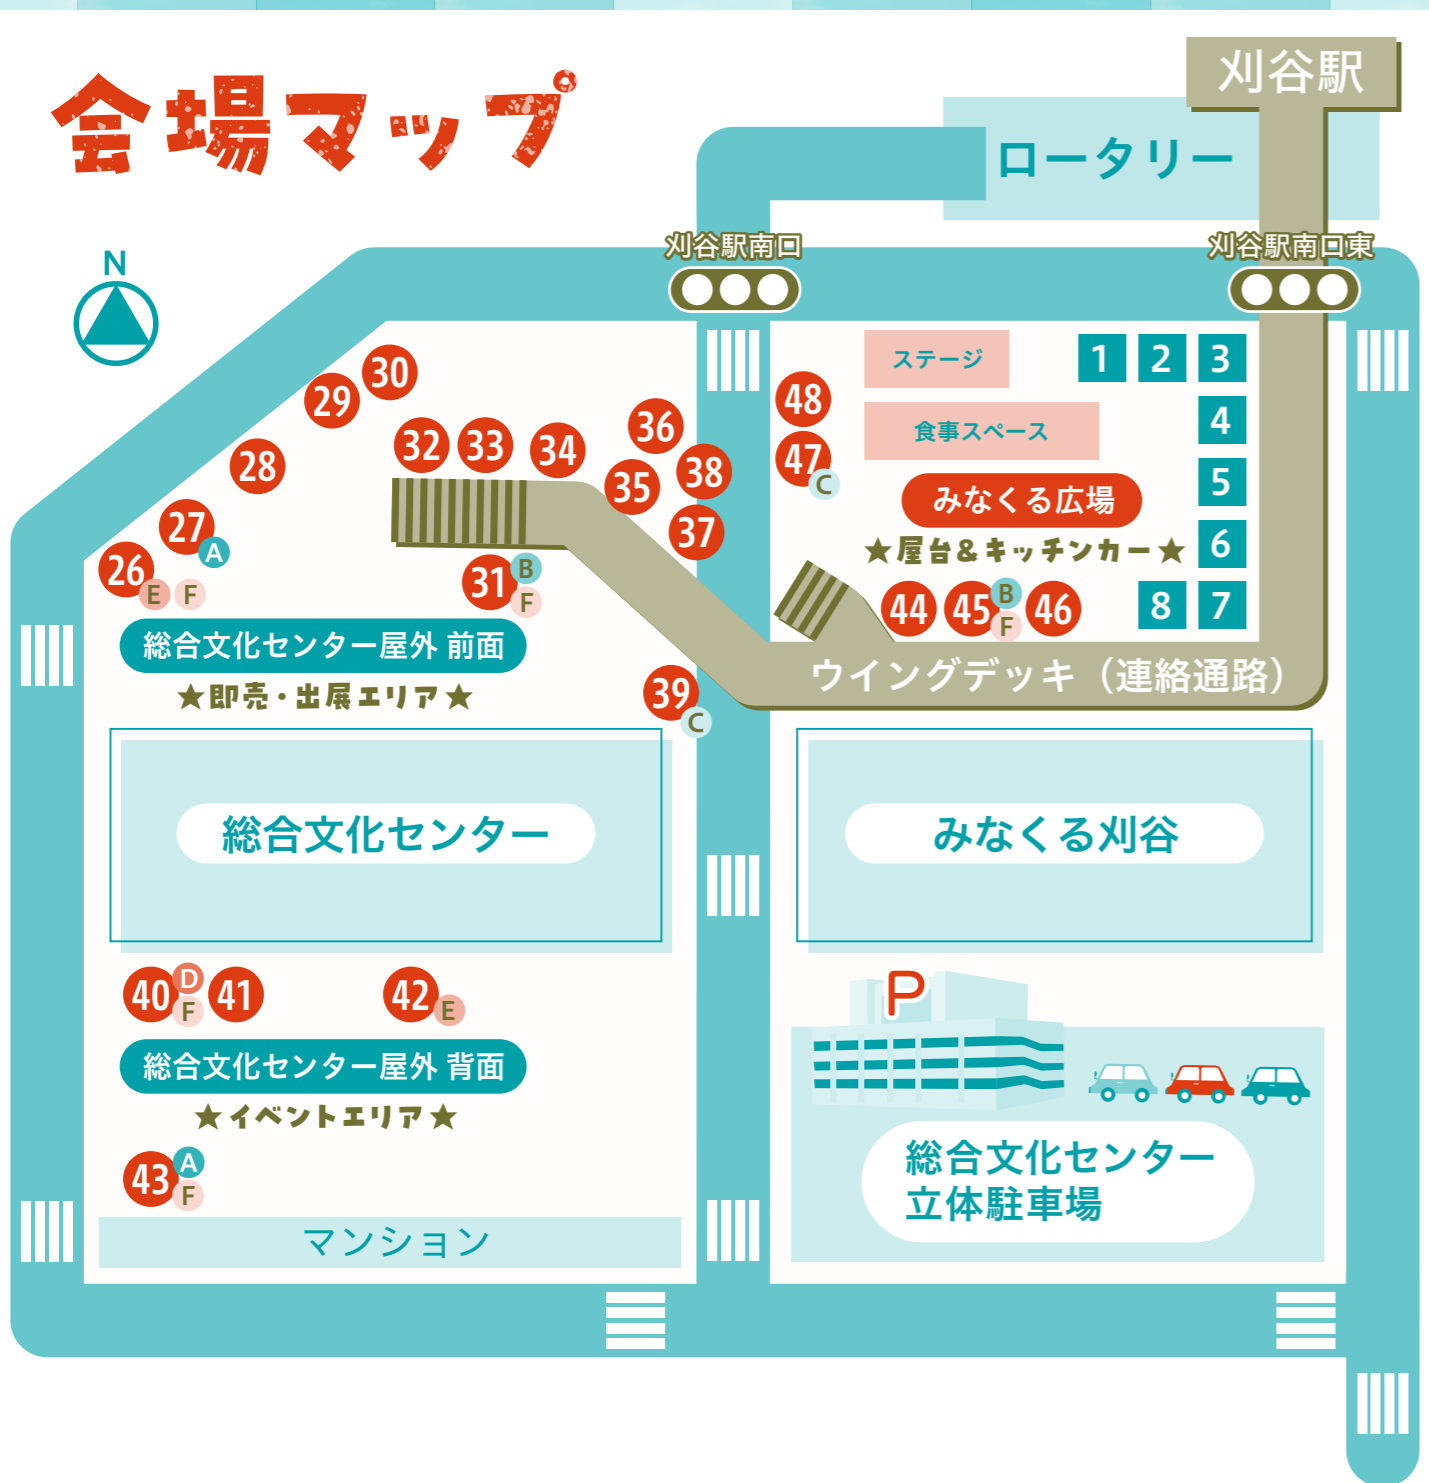 会場マップ
刈谷駅
ロータリー
N
刈谷駅南口
刈谷駅南口東
ステージ
食事スペース
みなくる広場
★屋台&キッチンカー★
1
2
3
4
5
6
7
8
48
47
C
44
45
B
F
46
ウイングデッキ（連絡通路）
30
29
28
27
A
26
E
F
32
33
34
36
35
38
37
31
B
F
39
C
総合文化センター屋外 前面
★即売・出展エリア★
総合文化センター
みなくる刈谷
40
D
F
41
42
E
総合文化センター屋外 背面
★イベントエリア★
43
A
F
マンション
P
総合文化センター
立体駐車場